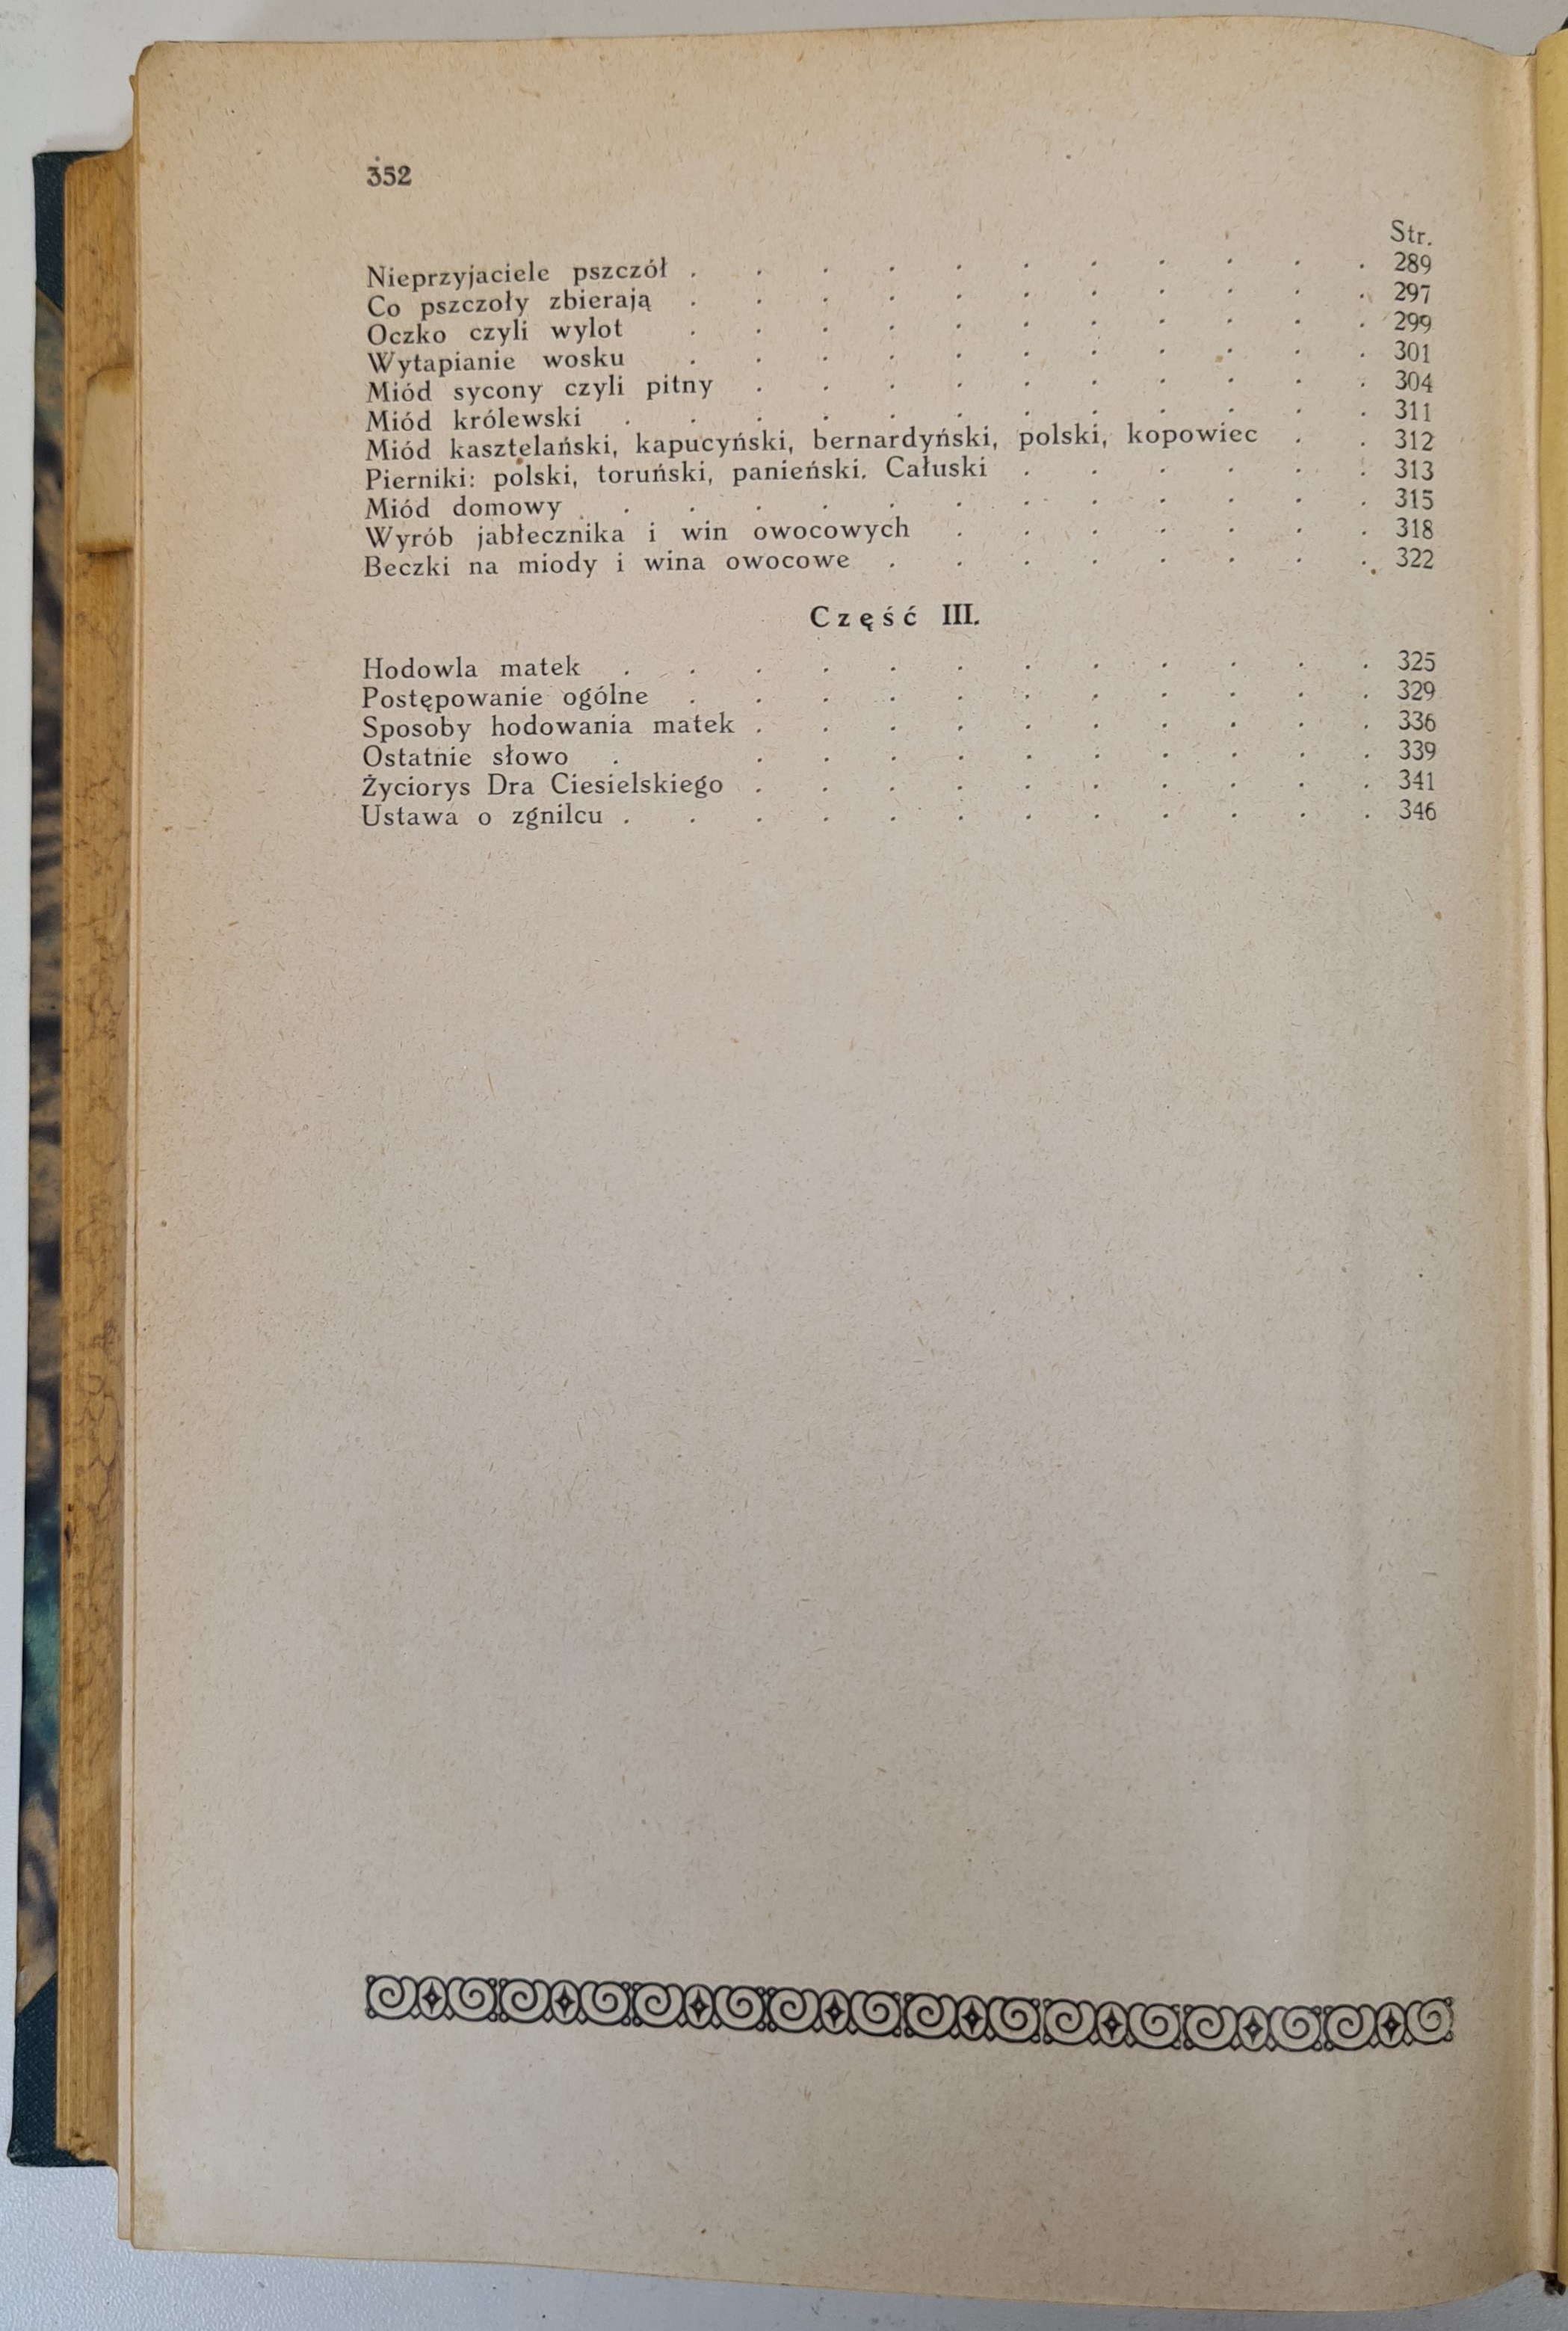 352
Str.
Nieprzyjaciele pszczół . . . . . . . . . . . 289
Co pszczoły zbierają . . . . . . . . . . . 297
Oczko czyli wylot . . . . . . . . . . . 299
Wytapianie wosku . . . . . . . . . . . 301
Miód sycony czyli pitny . . . . . . . . . . 304
Miód królewski . . . . . . . . . . . . 311
Miód kasztelański, kapucyński, bernardyński, polski, kopowiec . . 312
Pierniki: polski, toruński, panieński. Całuski . . . . . . 313
Miód domowy . . . . . . . . . . . . . 315
Wyrób jabłecznika i win owocowych . . . . . . . 318
Beczki na miody i wina owocowe . . . . . . . . 322
Część III.
Hodowla matek . . . . . . . . . . . . 325
Postępowanie ogólne . . . . . . . . . . . 329
Sposoby hodowania matek . . . . . . . . . . 336
Ostatnie słowo . . . . . . . . . . . 339
Życiorys Dra Ciesielskiego . . . . . . . . . . 341
Ustawa o zgnilcu . . . . . . . . . . . . 346